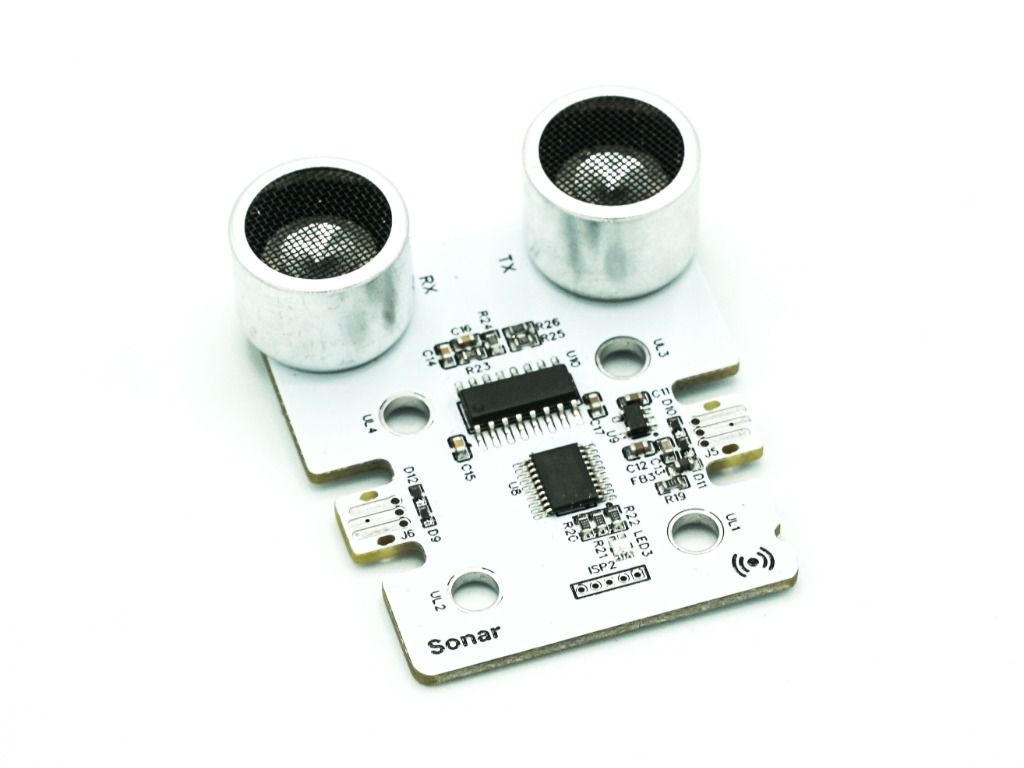 TX
RX
R24
C16
R26
R25
C14
R23
U10
UL3
UL4
C11
D10
U9
C17
J5
C15
C12
C13
D11
FB3
R19
D12
U8
J6
D9
R22
R20
R21
LED3
UL1
ISP2
UL2
Sonar